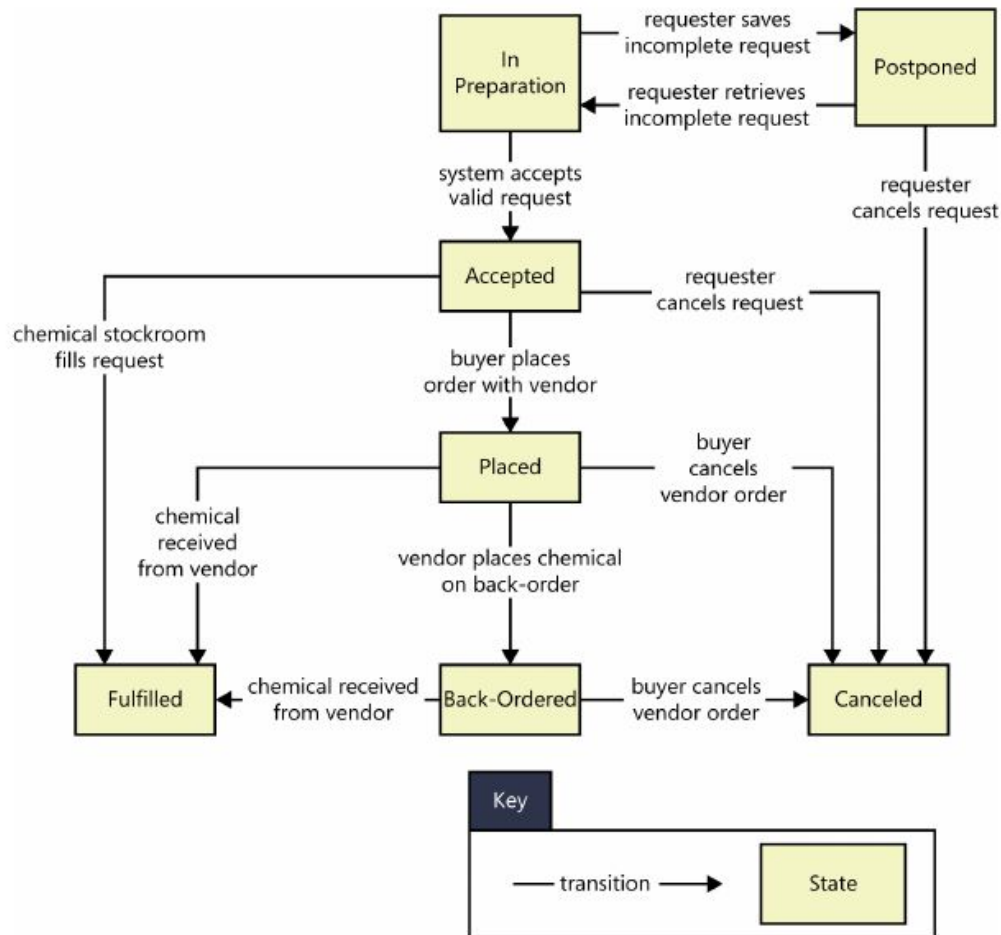 In
Preparation
requester saves
incomplete request
Postponed
requester retrieves
incomplete request
system accepts
valid request
requester
cancels request
Accepted
requester
cancels request
chemical stockroom
fills request
buyer places
order with vendor
Placed
buyer
cancels
vendor order
chemical
received
from vendor
vendor places chemical
on back-order
Fulfilled
chemical received
from vendor
Back-Ordered
buyer cancels
vendor order
Canceled
Key
transition
State